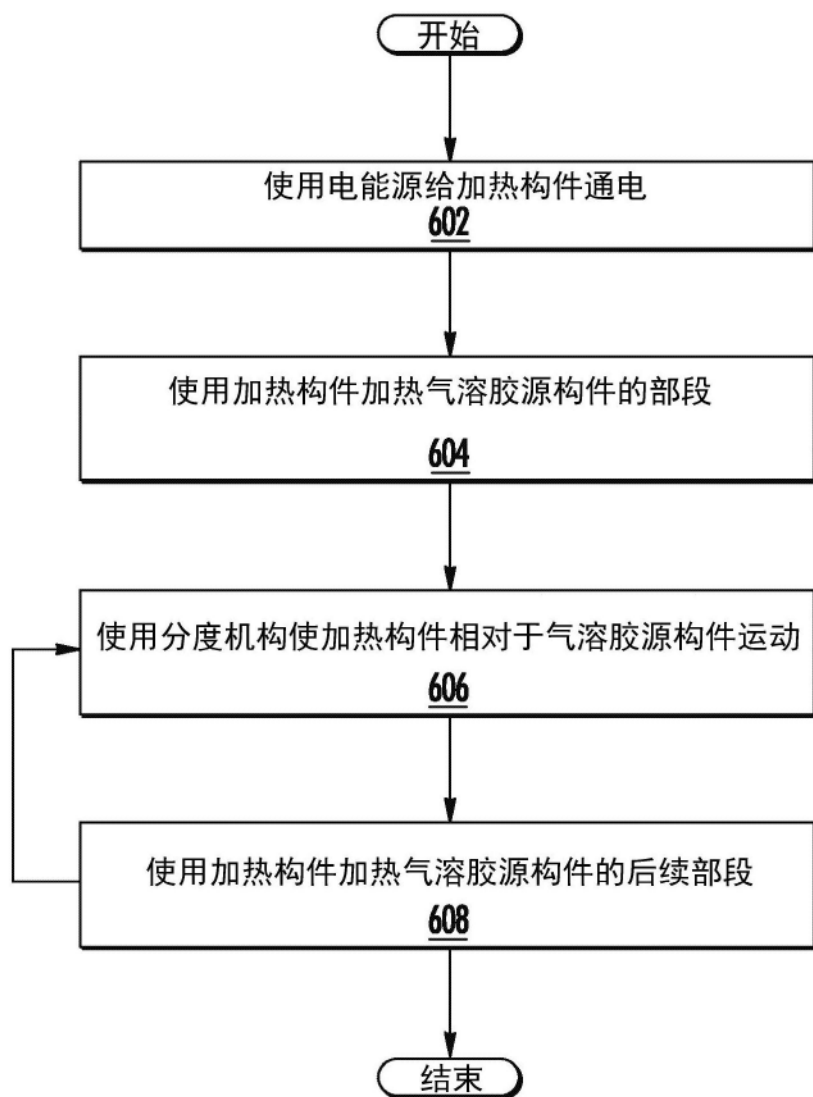 开始
使用电能源给加热构件通电
602
使用加热构件加热气溶胶源构件的部段
604
使用分度机构使加热构件相对于气溶胶源构件运动
606
使用加热构件加热气溶胶源构件的后续部段
608
结束